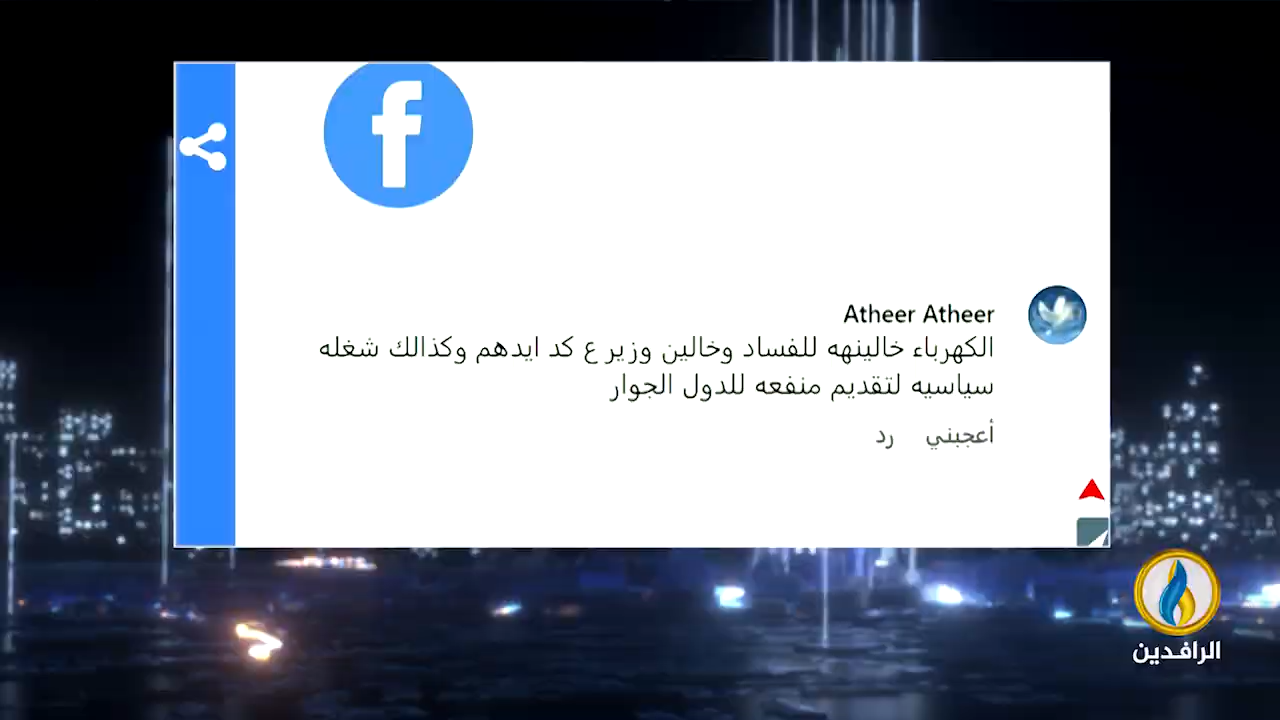 Atheer Atheer
الكهرباء خالينهه للفساد وخالين وزير ع كد ايدهم وكذالك شغله
سياسيه لتقديم منفعه للدول الجوار
أعجبني رد
الرافدين